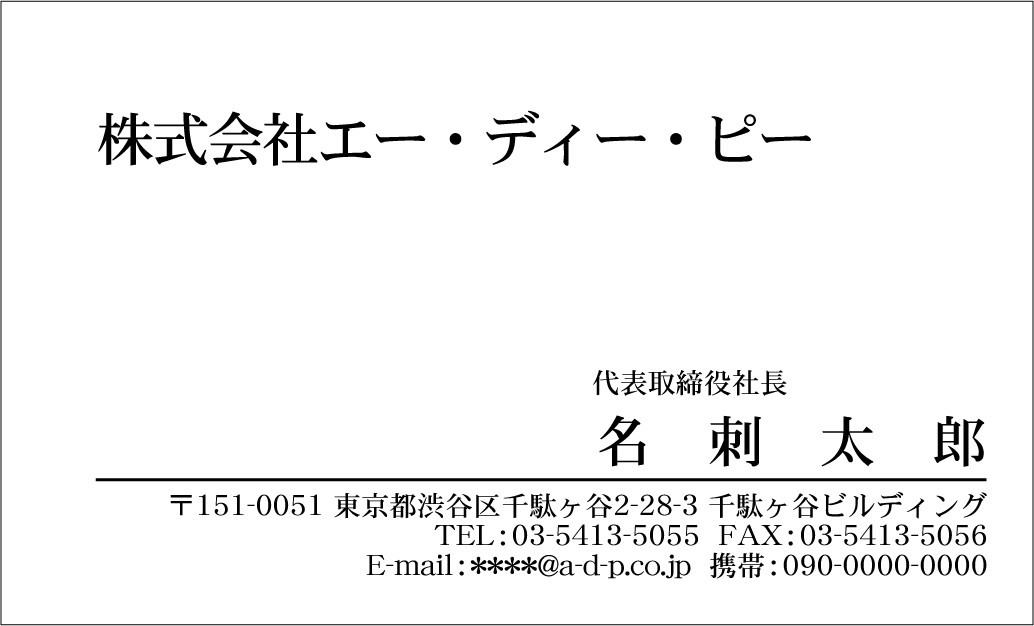 株式会社エー・ディー・ピー
代表取締役社長
名　刺　太　郎
〒151-0051 東京都渋谷区千駄ヶ谷2-28-3 千駄ヶ谷ビルディング
TEL:03-5413-5055 FAX:03-5413-5056
E-mail:****@a-d-p.co.jp 携帯:090-0000-0000